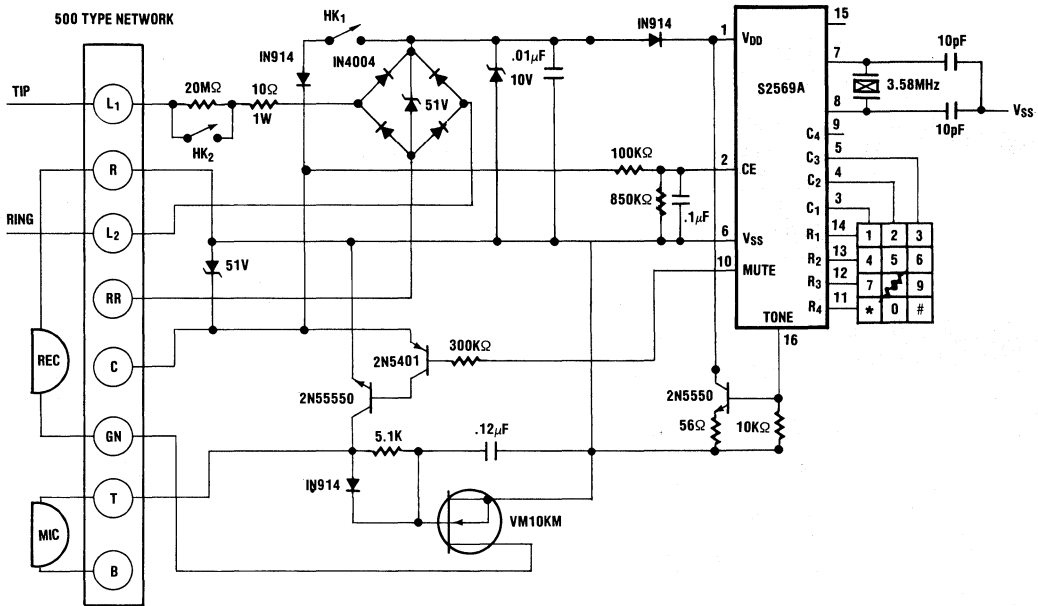 500 TYPE NETWORK
HK1
IN914
IN914
IN4004
.01µF
10V
1
VDD
15
7
10pF
TIP
L1
20MΩ
10Ω
1W
HK2
51V
S2569A
3.58MHz
8
VSS
10pF
9
C4
5
C3
4
C2
3
C1
R
100KΩ
2
CE
850KΩ
.1µF
RING
L2
6
VSS
14
R1
1 2 3
13
R2
4 5 6
12
R3
7 9
11
R4
* 0 #
51V
10
MUTE
RR
TONE
16
300KΩ
2N5401
REC
C
2N55550
2N5550
56Ω
10KΩ
GN
5.1K
.12µF
IN914
T
VM10KM
MIC
B